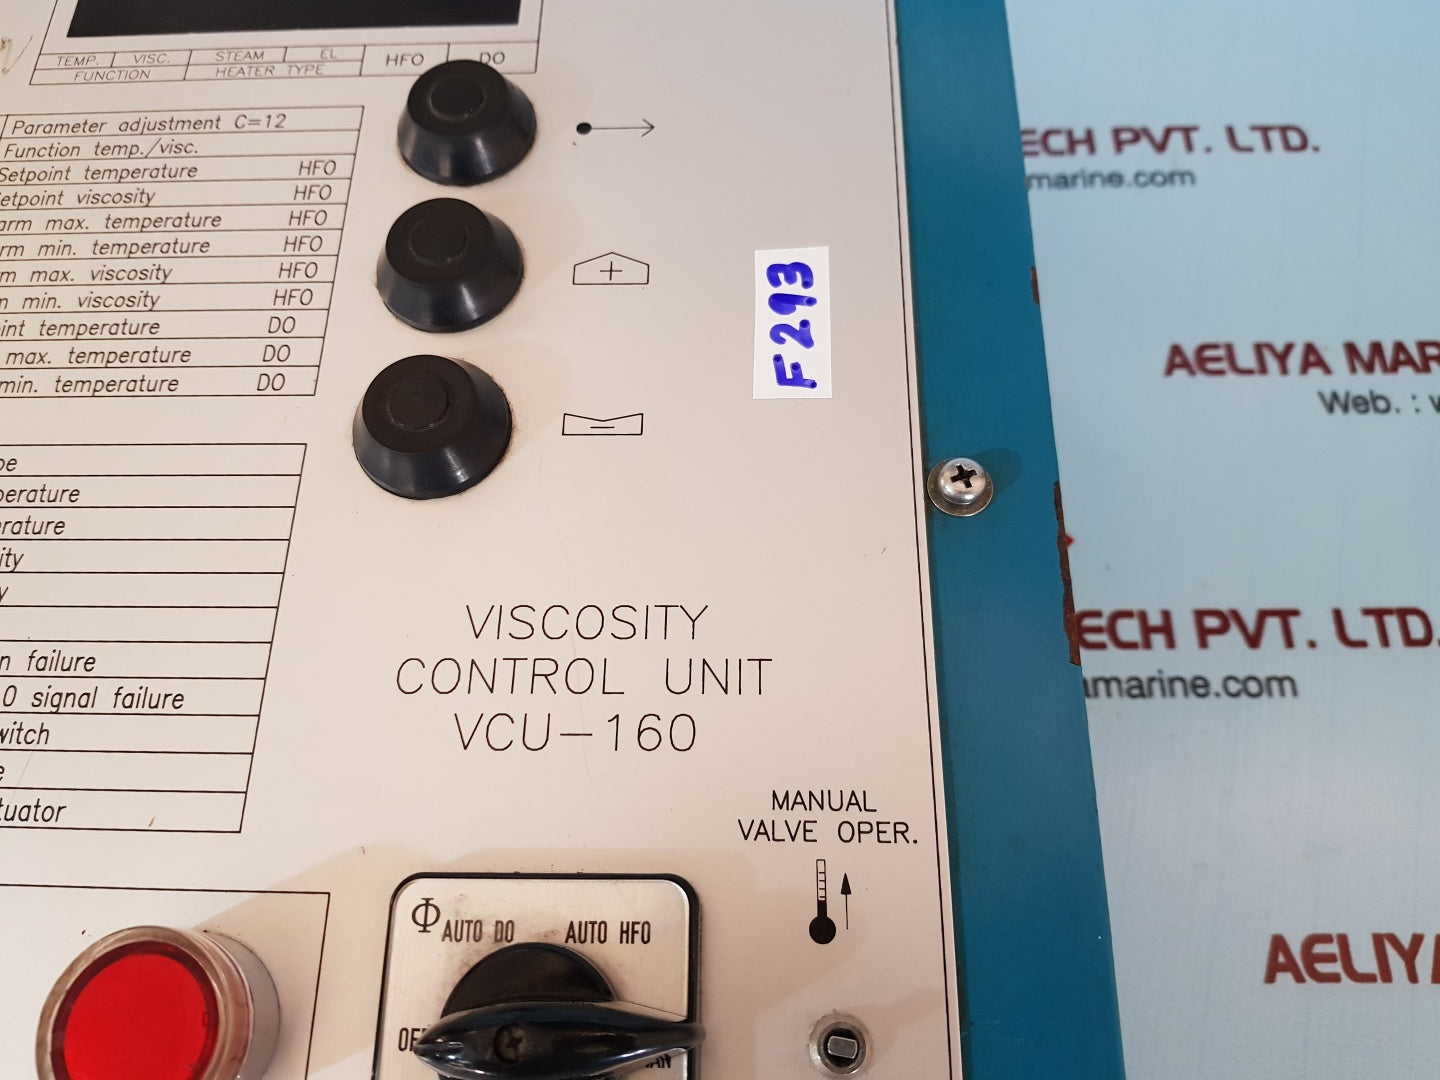 TEMP. VISC. STEAM EL HFO DO
FUNCTION HEATER TYPE
Parameter adjustment C=12
Function temp./visc.
Setpoint temperature HFO
etpoint viscosity HFO
arm max. temperature HFO
rm min. temperature HFO
m max. viscosity HFO
min. viscosity HFO
int temperature DO
max. temperature DO
min. temperature DO
pe
perature
erature
ity
y
n failure
0 signal failure
witch
e
tuator
+
−
F293
VISCOSITY
CONTROL UNIT
VCU-160
MANUAL
VALVE OPER.
Φ
AUTO DO AUTO HFO
ECH PVT. LTD.
marine.com
AELIYA MAR
Web. : w
ECH PVT. LTD.
amarine.com
AELIYA